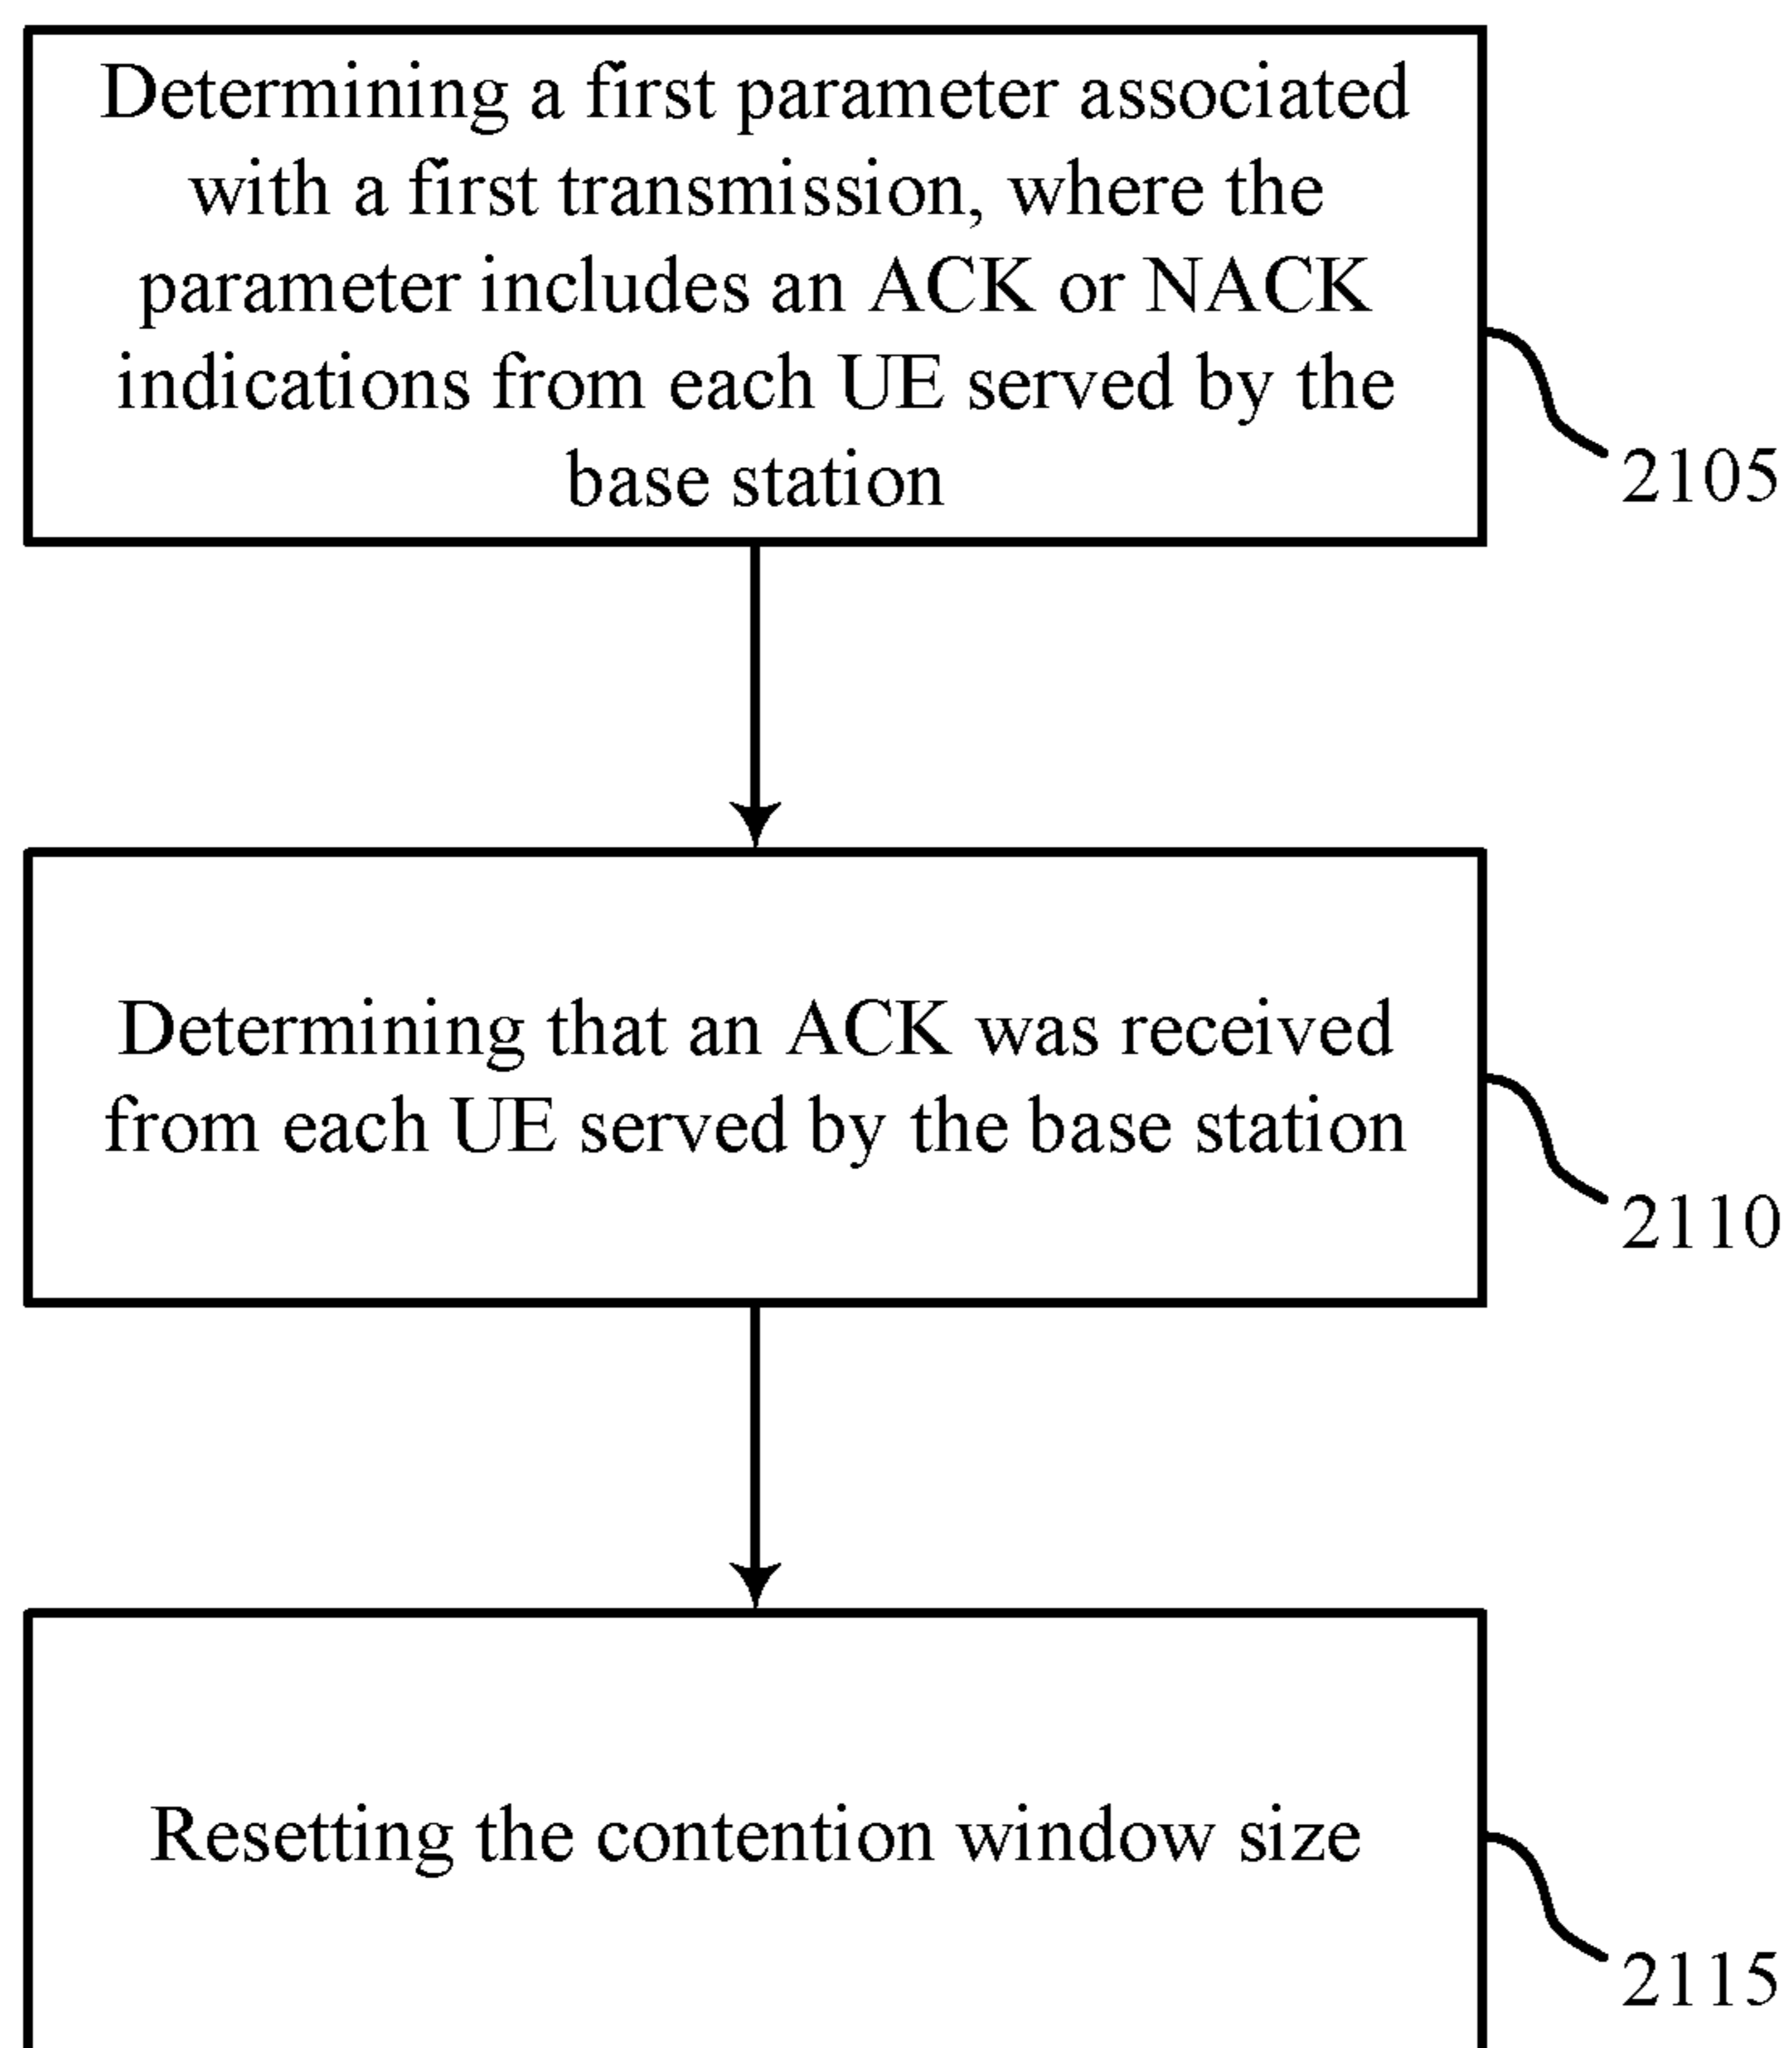 Determining a first parameter associated
with a first transmission, where the
parameter includes an ACK or NACK
indications from each UE served by the
base station
2105
Determining that an ACK was received
from each UE served by the base station
2110
Resetting the contention window size
2115